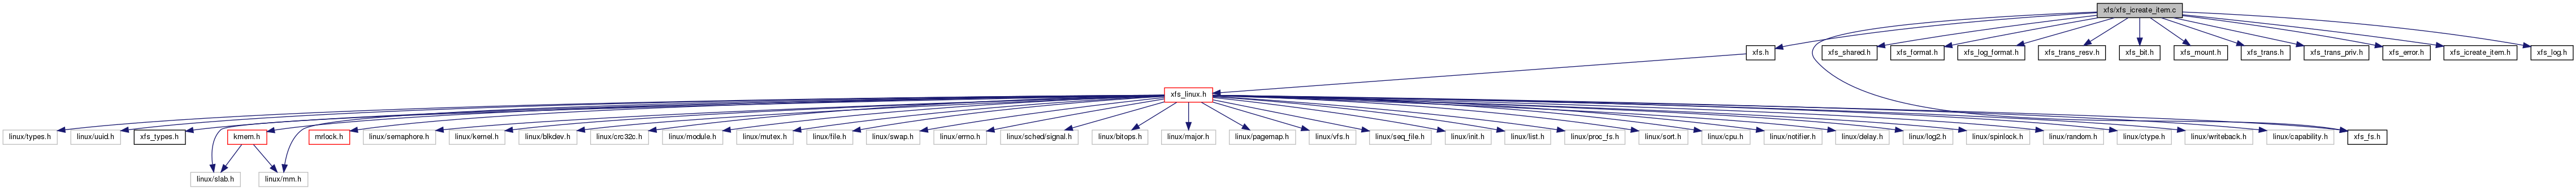 xfs/xfs_icreate_item.c
xfs.h
xfs_shared.h
xfs_format.h
xfs_log_format.h
xfs_trans_resv.h
xfs_bit.h
xfs_mount.h
xfs_trans.h
xfs_trans_priv.h
xfs_error.h
xfs_icreate_item.h
xfs_log.h
xfs_linux.h
linux/types.h
linux/uuid.h
xfs_types.h
kmem.h
mrlock.h
linux/semaphore.h
linux/kernel.h
linux/blkdev.h
linux/crc32c.h
linux/module.h
linux/mutex.h
linux/file.h
linux/swap.h
linux/errno.h
linux/sched/signal.h
linux/bitops.h
linux/major.h
linux/pagemap.h
linux/vfs.h
linux/seq_file.h
linux/init.h
linux/list.h
linux/proc_fs.h
linux/sort.h
linux/cpu.h
linux/notifier.h
linux/delay.h
linux/log2.h
linux/spinlock.h
linux/random.h
linux/ctype.h
linux/writeback.h
linux/capability.h
xfs_fs.h
linux/slab.h
linux/mm.h